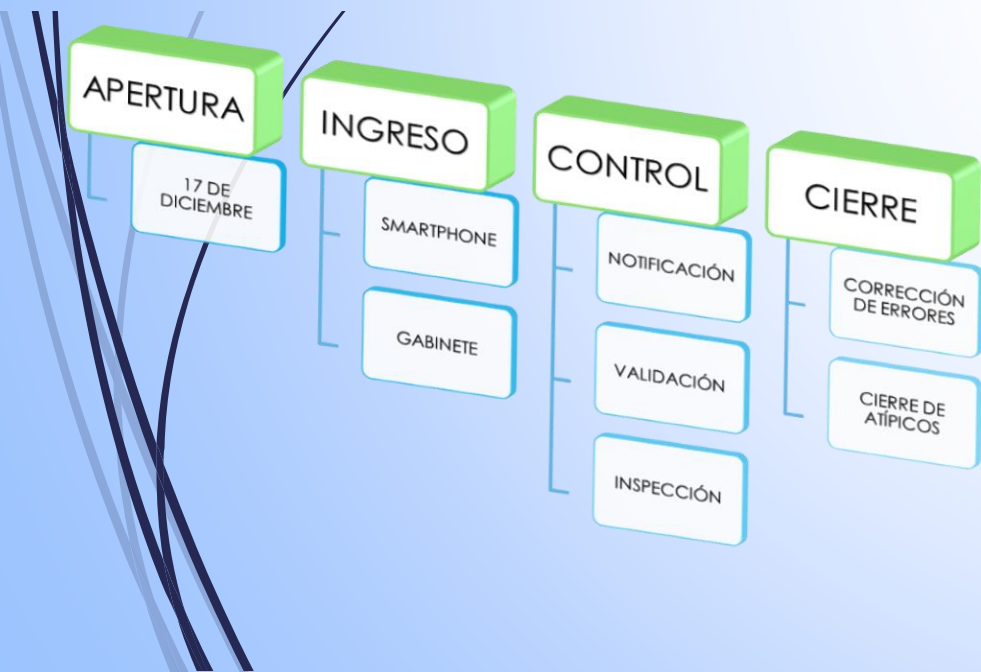 APERTURA
17 DE
DICIEMBRE
INGRESO
SMARTPHONE
GABINETE
CONTROL
NOTIFICACIÓN
VALIDACIÓN
INSPECCIÓN
CIERRE
CORRECCIÓN
DE ERRORES
CIERRE DE
ATÍPICOS